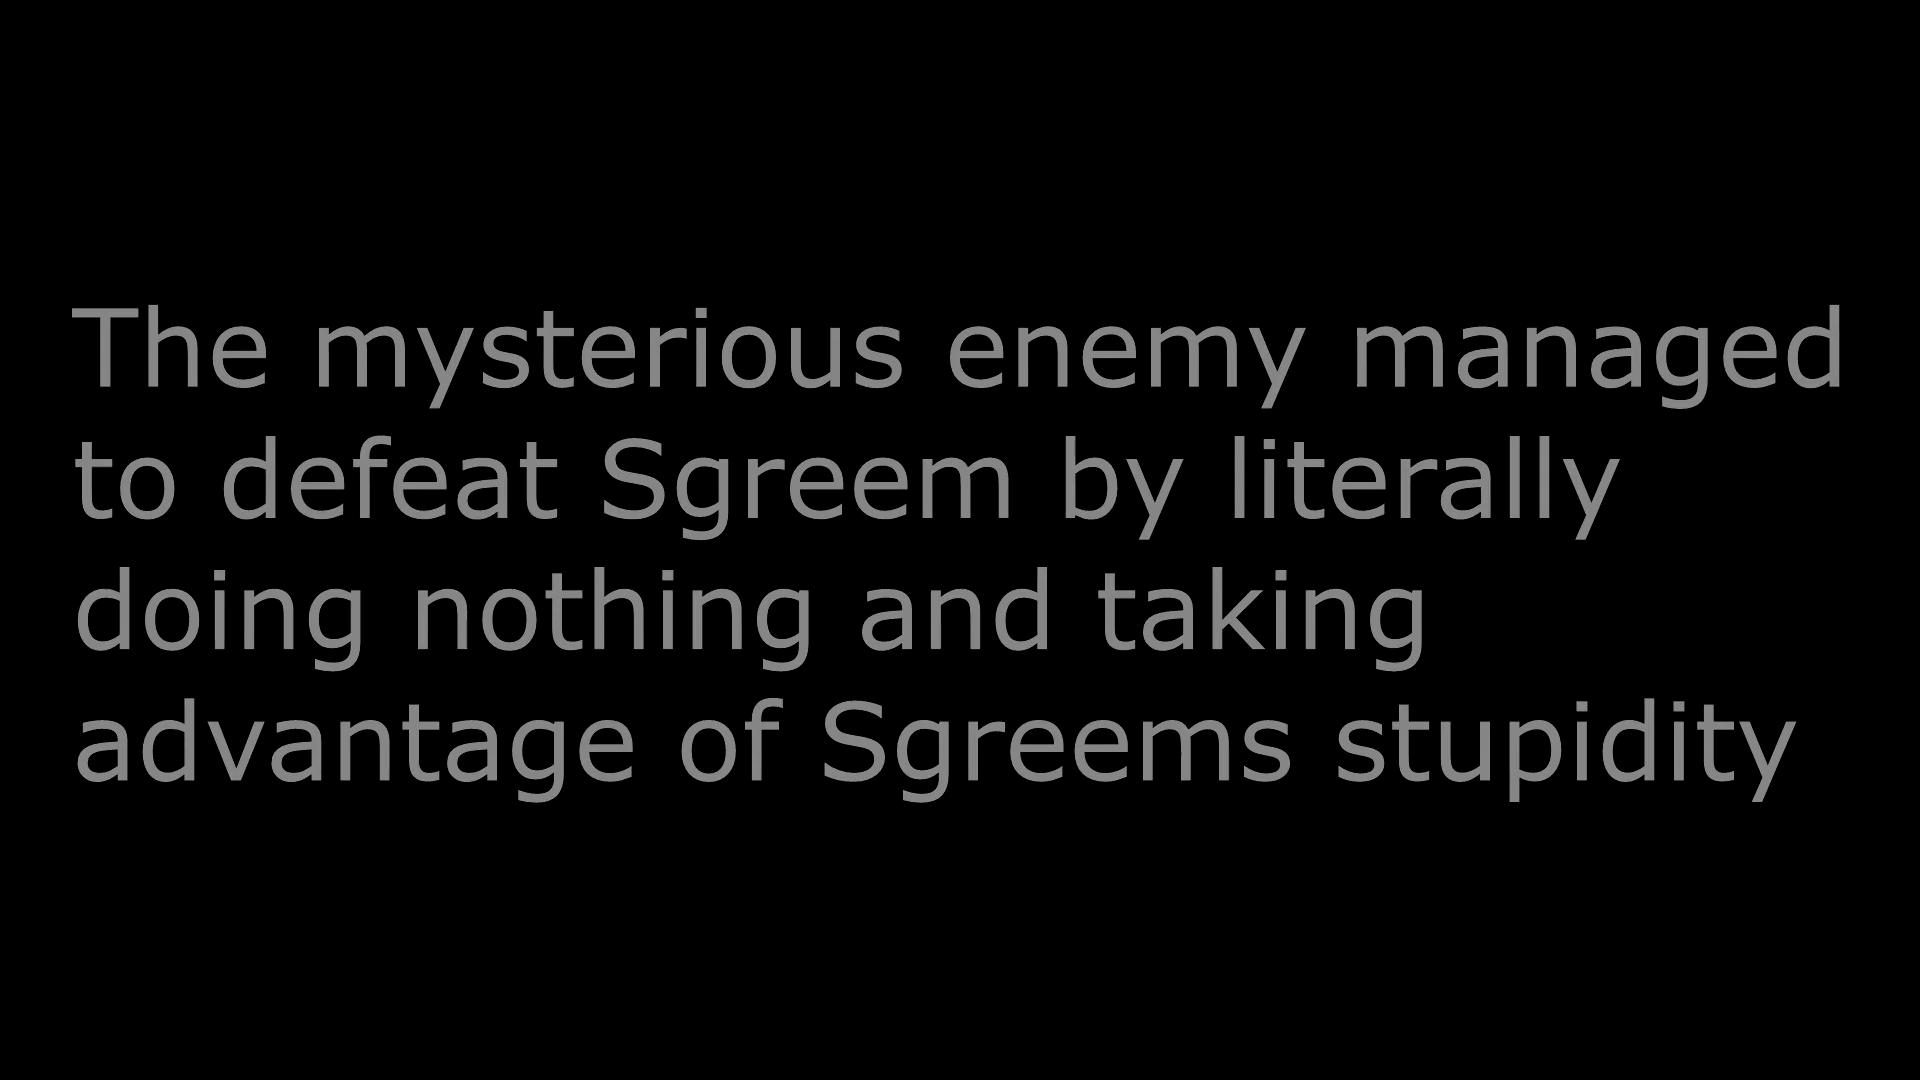 The mysterious enemy managed
to defeat Sgreem by literally
doing nothing and taking
advantage of Sgreems stupidity